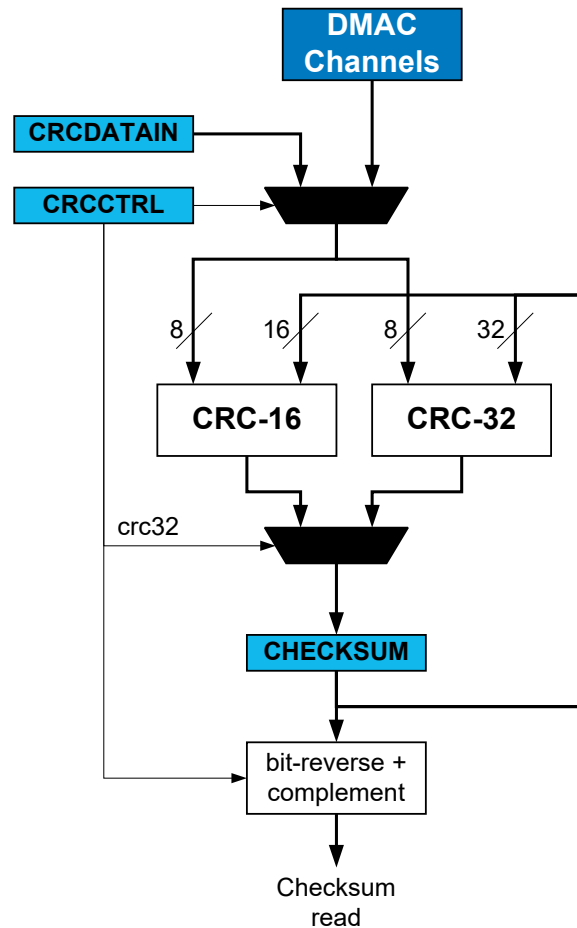 DMAC
Channels
CRCDATAIN
CRCCTRL
8
16
8
32
CRC-16
CRC-32
crc32
CHECKSUM
bit-reverse +
complement
Checksum
read